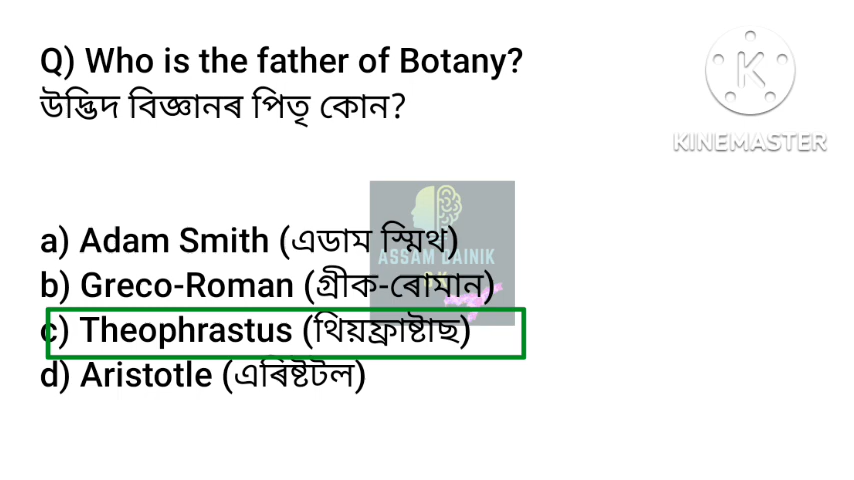 Q) Who is the father of Botany?
উদ্ভিদ বিজ্ঞানৰ পিতৃ কোন?
KINEMASTER
a) Adam Smith (এডাম স্মিথ)
ASSAM DAINIK
b) Greco-Roman (গ্ৰীক-ৰোমান)
c) Theophrastus (থিয়ফ্ৰাষ্টাছ)
d) Aristotle (এৰিষ্টটল)